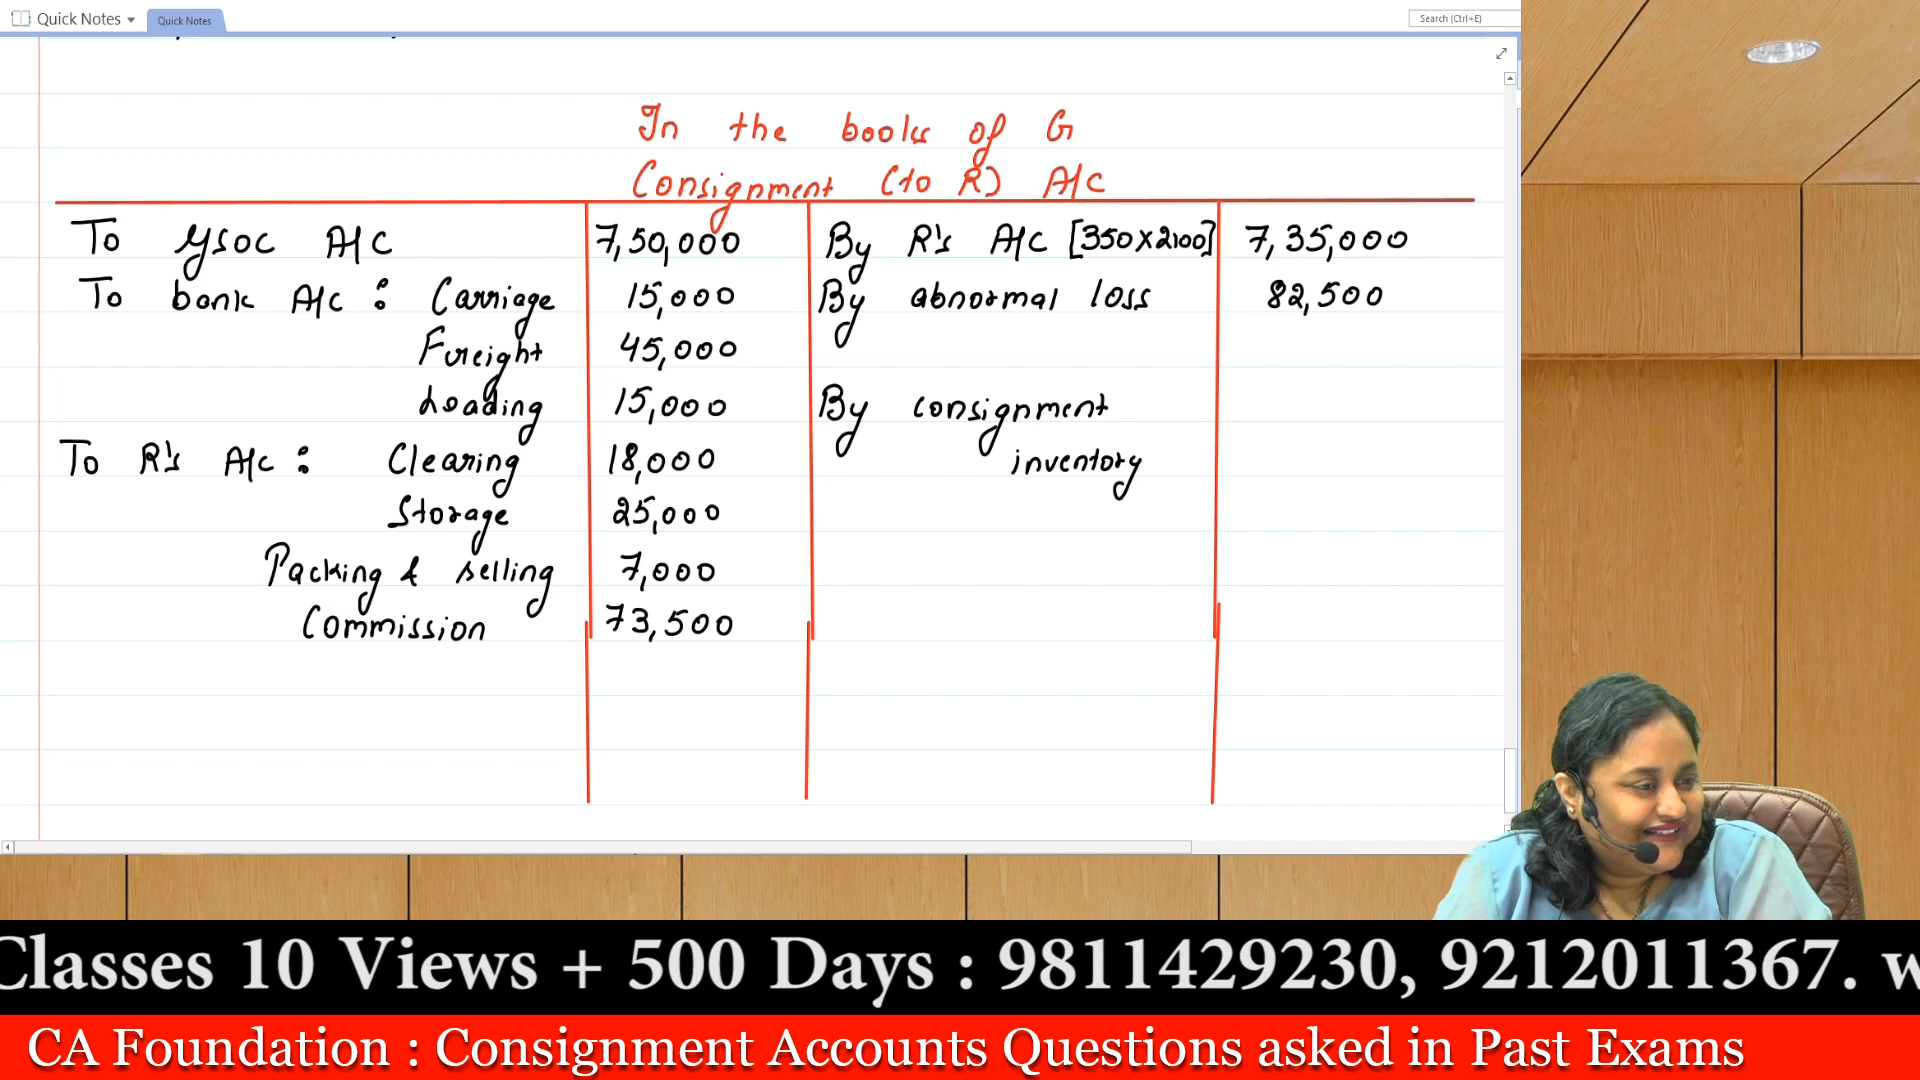 Quick Notes
Quick Notes
Search (Ctrl+E)
In the books of G
Consignment (to R) A/c
To GSOC A/c 7,50,000 By R's A/c [350x2100] 7,35,000
To bank A/c : Carriage 15,000 By abnormal loss 82,500
Freight 45,000
Loading 15,000 By consignment
To R's A/c : Clearing 18,000 inventory
Storage 25,000
Packing & selling 7,000
Commission 73,500
Classes 10 Views + 500 Days : 9811429230, 9212011367. w
CA Foundation : Consignment Accounts Questions asked in Past Exams